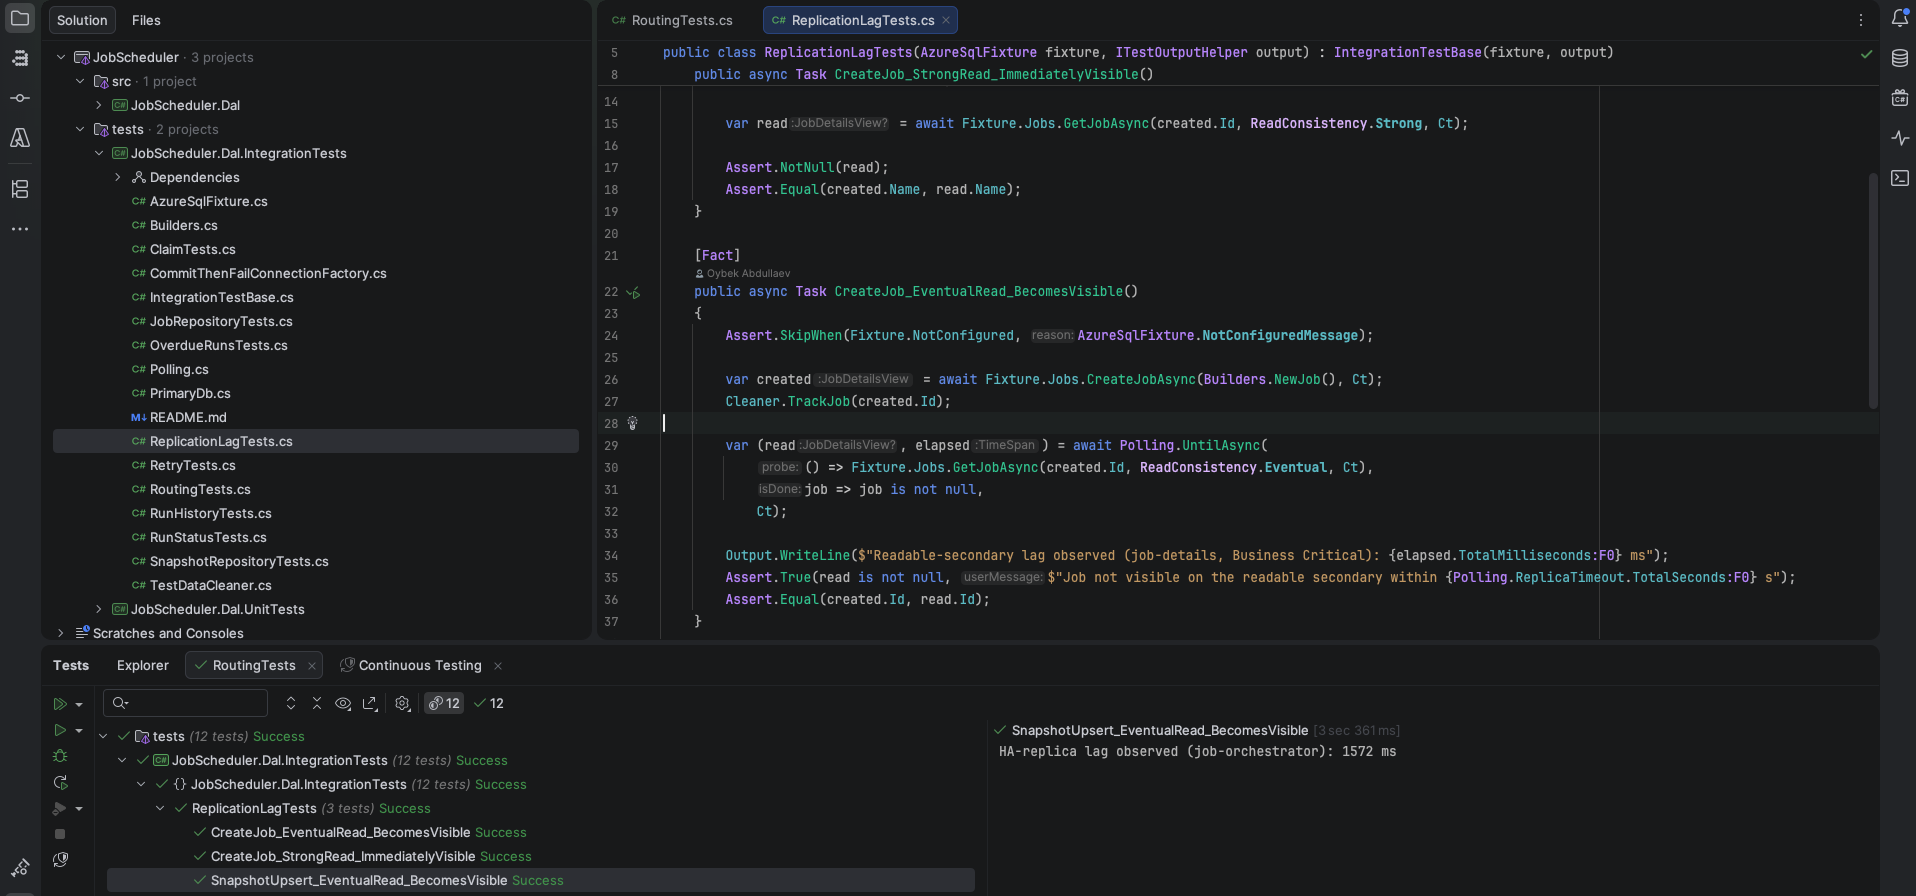 Solution Files
JobScheduler · 3 projects
src · 1 project
C# JobScheduler.Dal
tests · 2 projects
C# JobScheduler.Dal.IntegrationTests
Dependencies
C# AzureSqlFixture.cs
C# Builders.cs
C# ClaimTests.cs
C# CommitThenFailConnectionFactory.cs
C# IntegrationTestBase.cs
C# JobRepositoryTests.cs
C# OverdueRunsTests.cs
C# Polling.cs
C# PrimaryDb.cs
M↓ README.md
C# ReplicationLagTests.cs
C# RetryTests.cs
C# RoutingTests.cs
C# RunHistoryTests.cs
C# RunStatusTests.cs
C# SnapshotRepositoryTests.cs
C# TestDataCleaner.cs
C# JobScheduler.Dal.UnitTests
Scratches and Consoles
C# RoutingTests.cs C# ReplicationLagTests.cs ×
5 public class ReplicationLagTests(AzureSqlFixture fixture, ITestOutputHelper output) : IntegrationTestBase(fixture, output)
8 public async Task CreateJob_StrongRead_ImmediatelyVisible()
14
15 var read :JobDetailsView? = await Fixture.Jobs.GetJobAsync(created.Id, ReadConsistency.Strong, Ct);
16
17 Assert.NotNull(read);
18 Assert.Equal(created.Name, read.Name);
19 }
20
21 [Fact]
Oybek Abdullaev
22 public async Task CreateJob_EventualRead_BecomesVisible()
23 {
24 Assert.SkipWhen(Fixture.NotConfigured, reason: AzureSqlFixture.NotConfiguredMessage);
25
26 var created :JobDetailsView = await Fixture.Jobs.CreateJobAsync(Builders.NewJob(), Ct);
27 Cleaner.TrackJob(created.Id);
28
29 var (read :JobDetailsView? , elapsed :TimeSpan ) = await Polling.UntilAsync(
30 probe: () => Fixture.Jobs.GetJobAsync(created.Id, ReadConsistency.Eventual, Ct),
31 isDone: job => job is not null,
32 Ct);
33
34 Output.WriteLine($"Readable-secondary lag observed (job-details, Business Critical): {elapsed.TotalMilliseconds:F0} ms");
35 Assert.True(read is not null, userMessage: $"Job not visible on the readable secondary within {Polling.ReplicaTimeout.TotalSeconds:F0} s");
36 Assert.Equal(created.Id, read.Id);
37 }
Tests Explorer RoutingTests × Continuous Testing ×
12 12
tests (12 tests) Success
C# JobScheduler.Dal.IntegrationTests (12 tests) Success
{} JobScheduler.Dal.IntegrationTests (12 tests) Success
ReplicationLagTests (3 tests) Success
CreateJob_EventualRead_BecomesVisible Success
CreateJob_StrongRead_ImmediatelyVisible Success
SnapshotUpsert_EventualRead_BecomesVisible Success
SnapshotUpsert_EventualRead_BecomesVisible [3 sec 361 ms]
HA-replica lag observed (job-orchestrator): 1572 ms